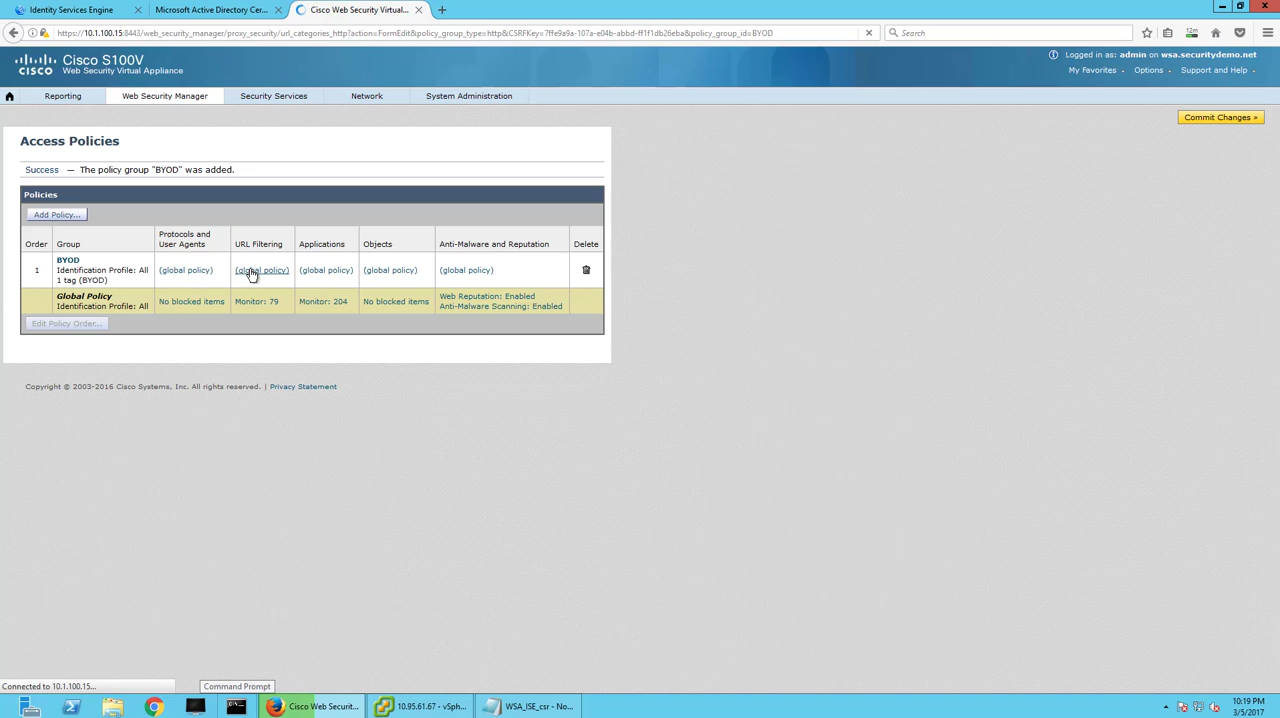 Identity Services Engine
Microsoft Active Directory Cer...
Cisco Web Security Virtual...
https://10.1.100.15:8443/web_security_manager/proxy_security/url_categories_http?action=FormEdit&policy_group_type=http&CSRFKey=7ffe9a9a-107a-e04b-abbd-ff1f1db26eba&policy_group_id=BYOD
Search
12m
CISCO
Cisco S100V
Web Security Virtual Appliance
Logged in as: admin on wsa.securitydemo.net
My Favorites
Options
Support and Help
Reporting
Web Security Manager
Security Services
Network
System Administration
Commit Changes »
Access Policies
Success — The policy group "BYOD" was added.
Policies
Add Policy...
Order
Group
Protocols and
User Agents
URL Filtering
Applications
Objects
Anti-Malware and Reputation
Delete
1
BYOD
Identification Profile: All
1 tag (BYOD)
(global policy)
(global policy)
(global policy)
(global policy)
(global policy)
Global Policy
Identification Profile: All
No blocked items
Monitor: 79
Monitor: 204
No blocked items
Web Reputation: Enabled
Anti-Malware Scanning: Enabled
Edit Policy Order...
Copyright © 2003-2016 Cisco Systems, Inc. All rights reserved. | Privacy Statement
Connected to 10.1.100.15...
Command Prompt
Cisco Web Securit...
10.95.61.67 - vSph...
WSA_ISE_csr - No...
10:19 PM
3/5/2017